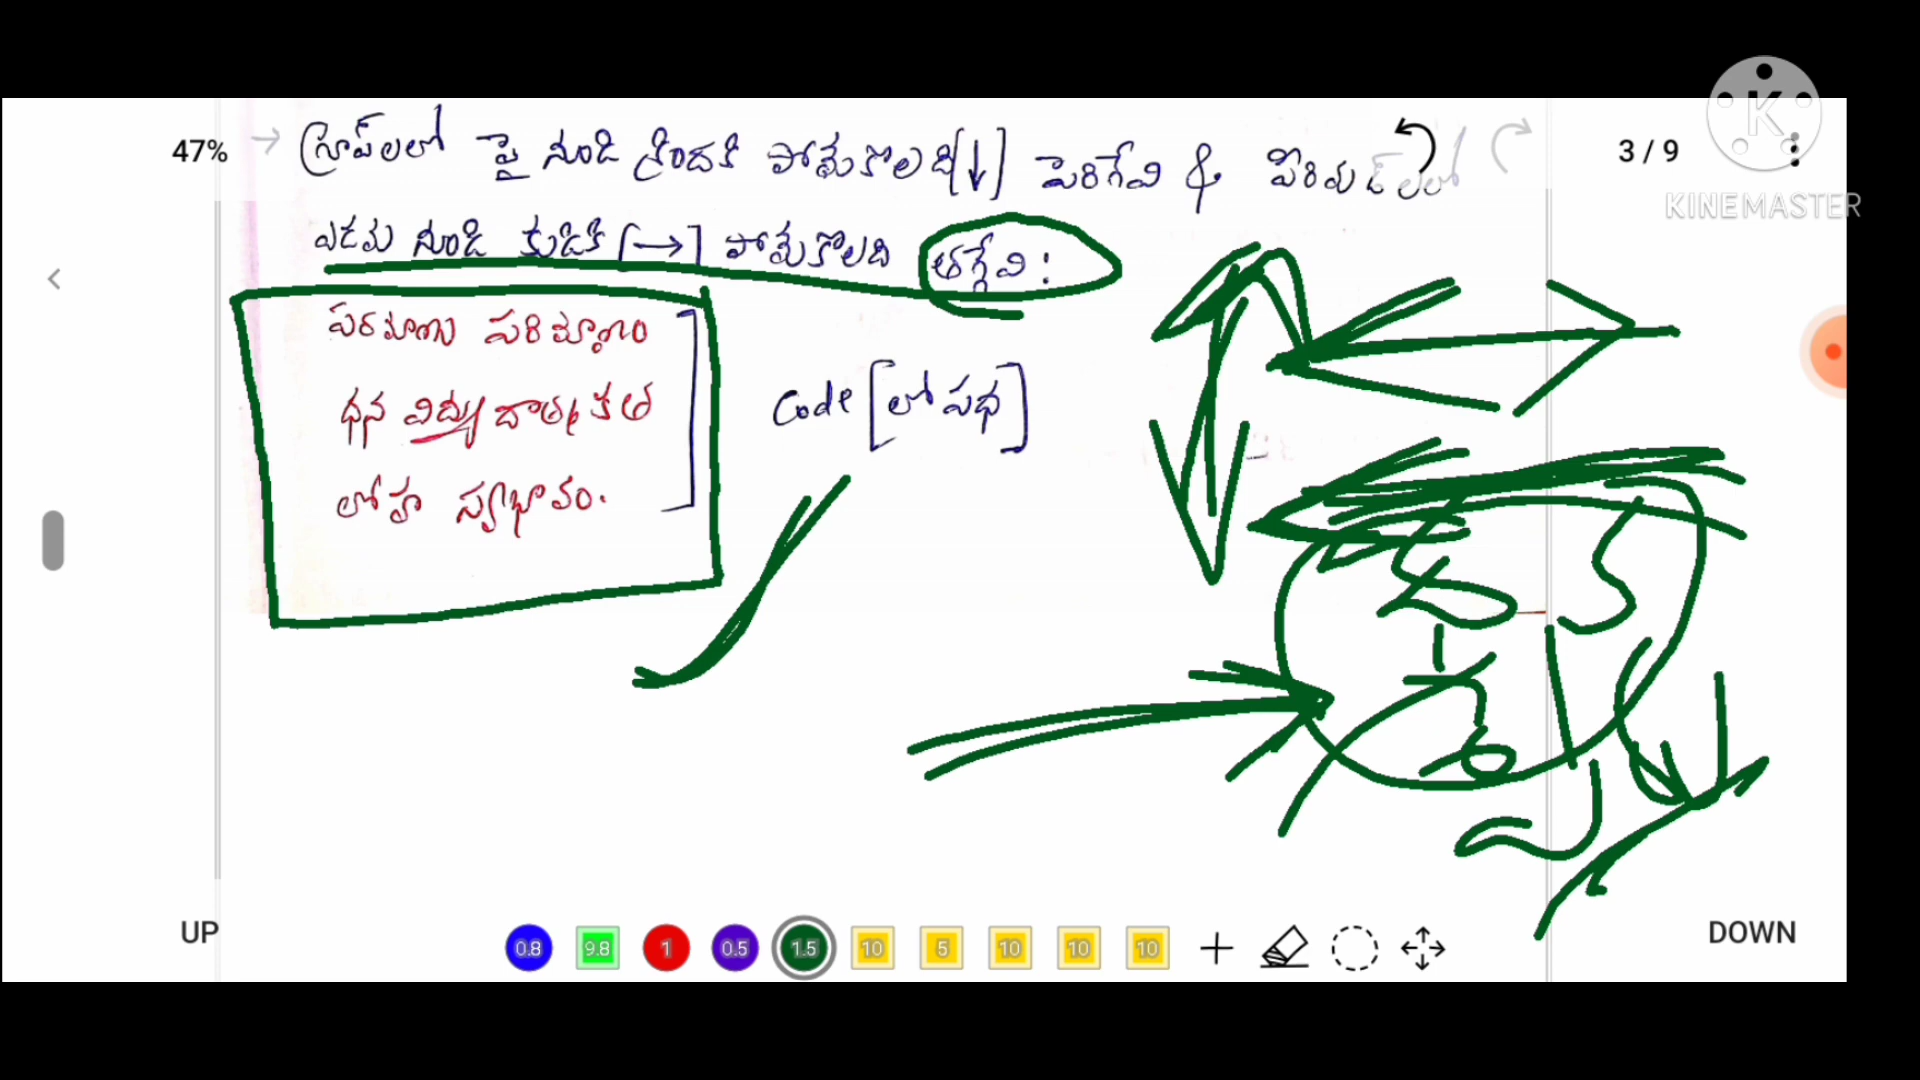 47%
→ గ్రూప్‌లలో పై నుండి క్రిందకి పోయేకొలది [↓] పెరిగేవి & పీరియడ్‌లలో
3 / 9
KINEMASTER
ఎడమ నుండి కుడికి [→] పోయేకొలది తగ్గేవి :
పరమాణు పరిమాణం
ధన విద్యుదాత్మకత
Code [లో పధ]
లోహ స్వభావం.
UP
DOWN
0.8 9.8 1 0.5 1.5 10 5 10 10 10